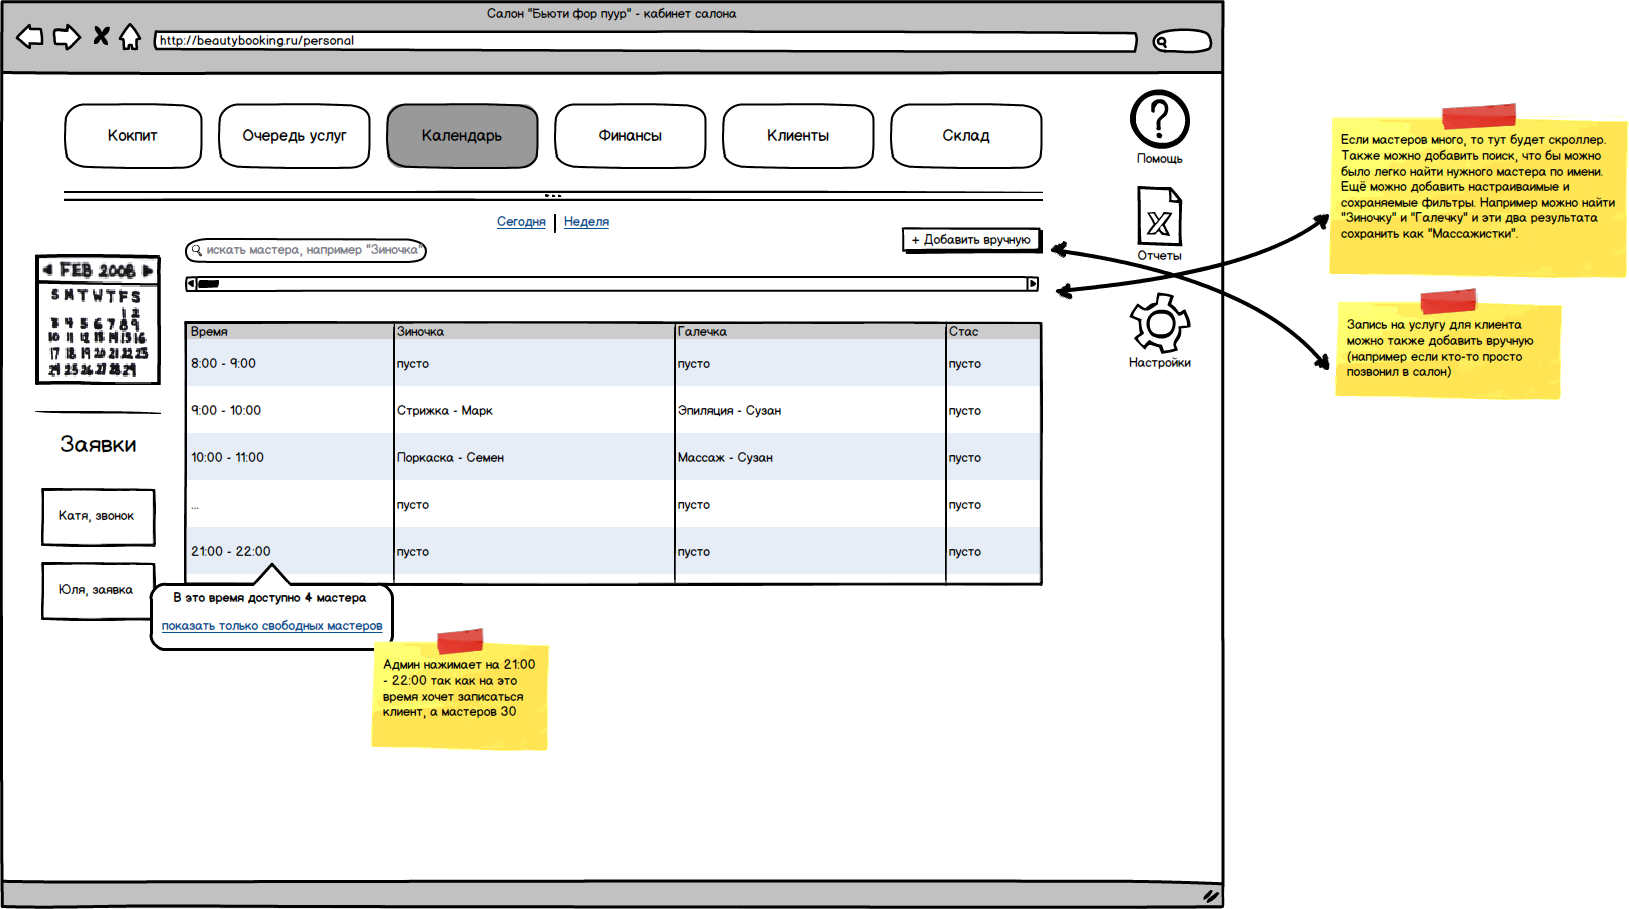 Салон "Бьюти фор пуур" - кабинет салона
http://beautybooking.ru/personal
Кокпит
Очередь услуг
Календарь
Финансы
Клиенты
Склад
Помощь
Отчеты
Настройки
Сегодня | Неделя
искать мастера, например "Зиночка"
+ Добавить вручную
FEB 2008
S M T W T F S
1 2
3 4 5 6 7 8 9
10 11 12 13 14 15 16
17 18 19 20 21 22 23
24 25 26 27 28 29
Заявки
Катя, звонок
Юля, заявка
Время Зиночка Галечка Стас
8:00 - 9:00 пусто пусто пусто
9:00 - 10:00 Стрижка - Марк Эпиляция - Сузан пусто
10:00 - 11:00 Поркаска - Семен Массаж - Сузан пусто
... пусто пусто пусто
21:00 - 22:00 пусто пусто пусто
В это время доступно 4 мастера
показать только свободных мастеров
Админ нажимает на 21:00
- 22:00 так как на это
время хочет записаться
клиент, а мастеров 30
Если мастеров много, то тут будет скроллер.
Также можно добавить поиск, что бы можно
было легко найти нужного мастера по имени.
Ещё можно добавить настраиваимые и
сохраняемые фильтры. Например можно найти
"Зиночку" и "Галечку" и эти два результата
сохранить как "Массажистки".
Запись на услугу для клиента
можно также добавить вручную
(например если кто-то просто
позвонил в салон)